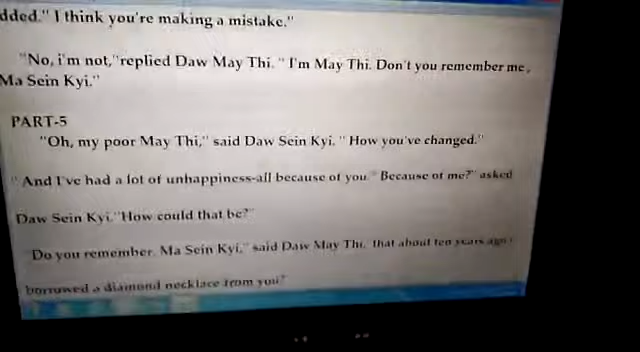 dded." I think you're making a mistake."
"No, i'm not,"replied Daw May Thi. " I'm May Thi. Don't you remember me,
Ma Sein Kyi."
PART-5
"Oh, my poor May Thi," said Daw Sein Kyi. " How you've changed."
" And I've had a lot of unhappiness-all because of you." Because of me?" asked
Daw Sein Kyi."How could that be?"
Do you remember, Ma Sein Kyi," said Daw May Thi, that about ten years ago i
borrowed a diamond necklace from you?